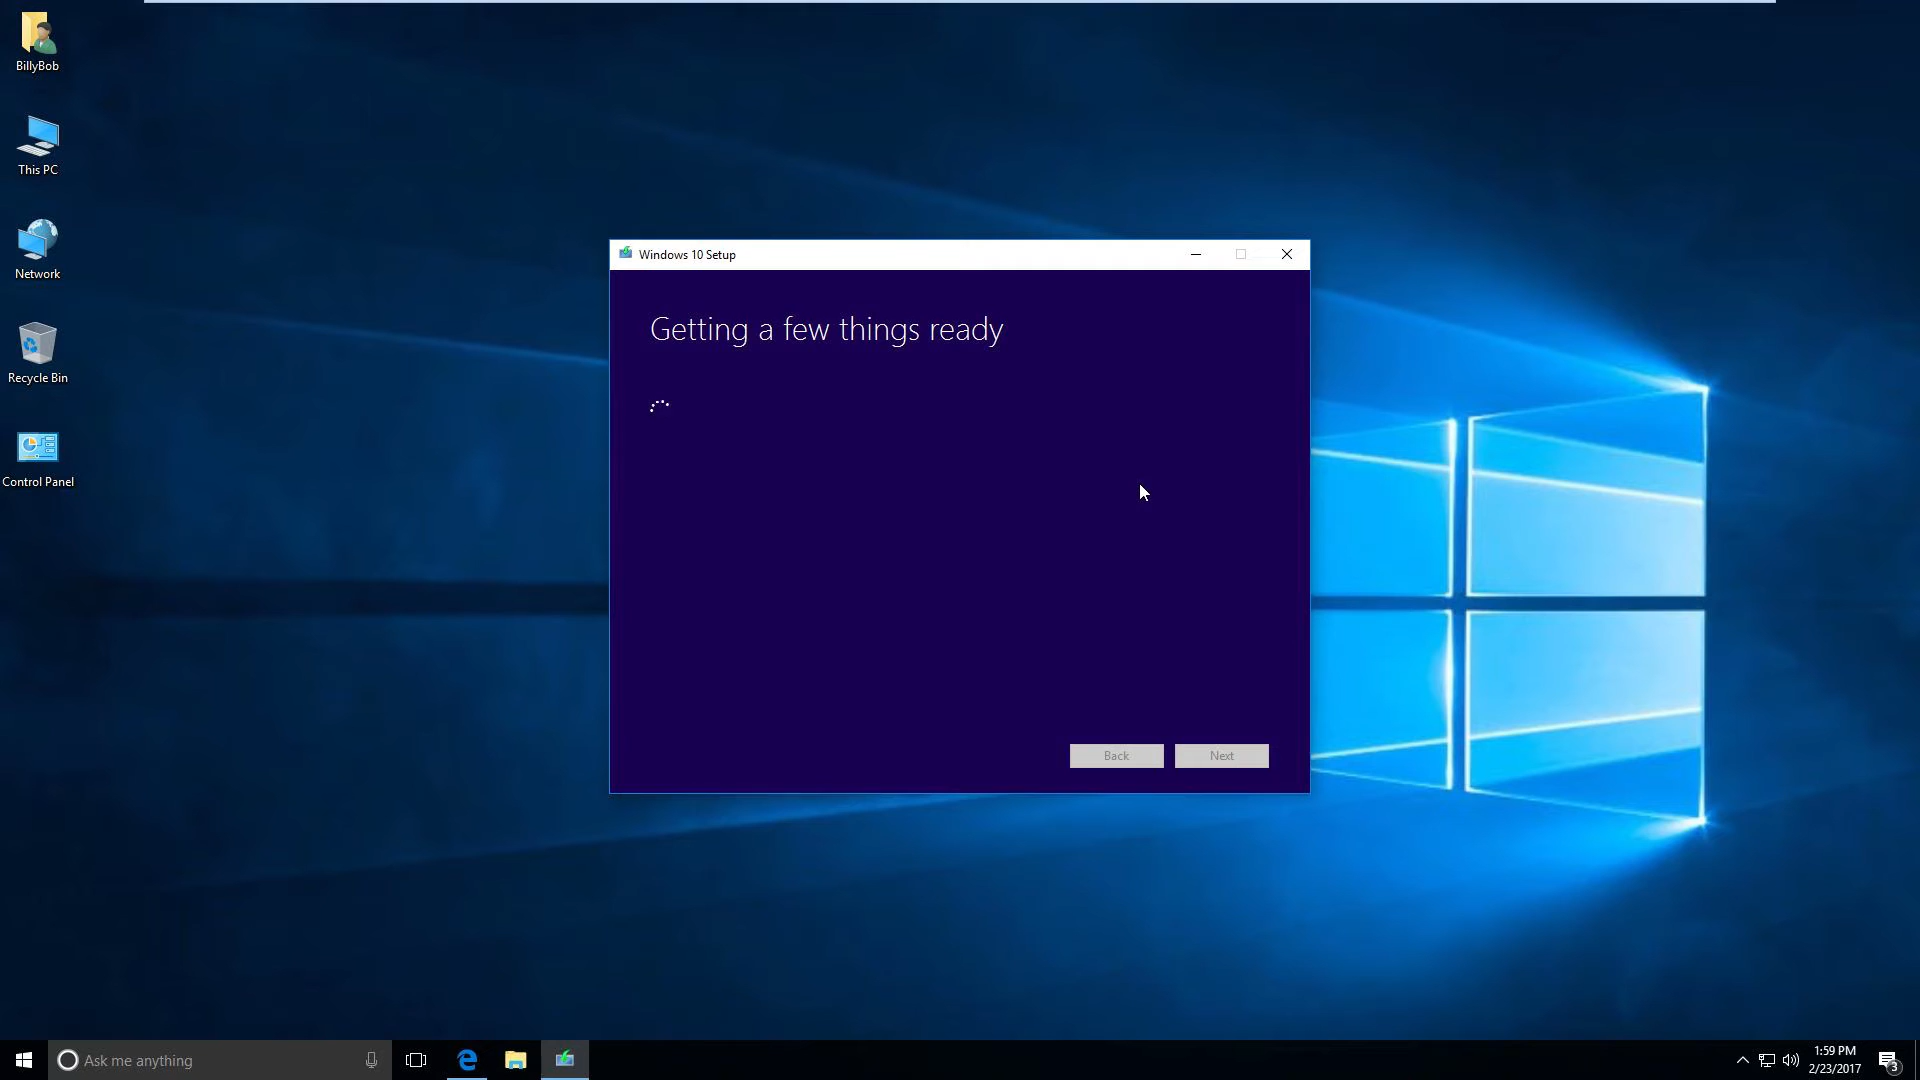 BillyBob
This PC
Network
Recycle Bin
Control Panel
Windows 10 Setup
Getting a few things ready
Back
Next
Ask me anything
1:59 PM
2/23/2017
3